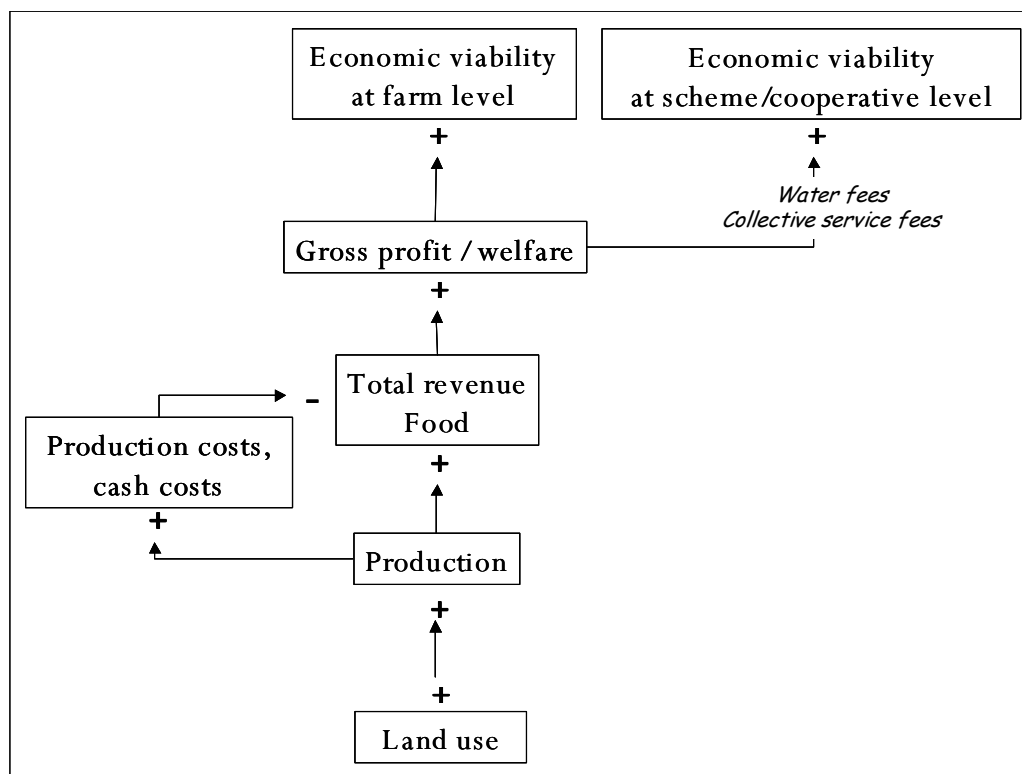 Economic viability
at farm level
Economic viability
at scheme/cooperative level
+
+
Water fees
Collective service fees
Gross profit / welfare
+
Total revenue
Food
-
Production costs,
cash costs
+
+
Production
+
+
Land use